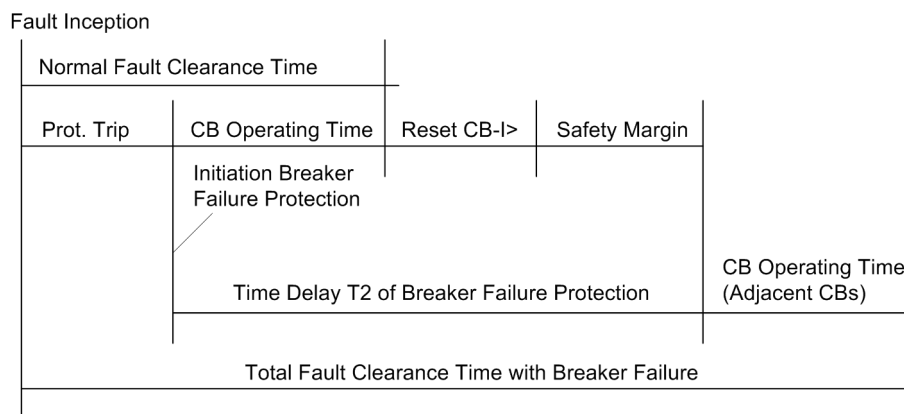 Fault Inception
Normal Fault Clearance Time
Prot. Trip
CB Operating Time
Reset CB-I>
Safety Margin
Initiation Breaker
Failure Protection
Time Delay T2 of Breaker Failure Protection
CB Operating Time
(Adjacent CBs)
Total Fault Clearance Time with Breaker Failure